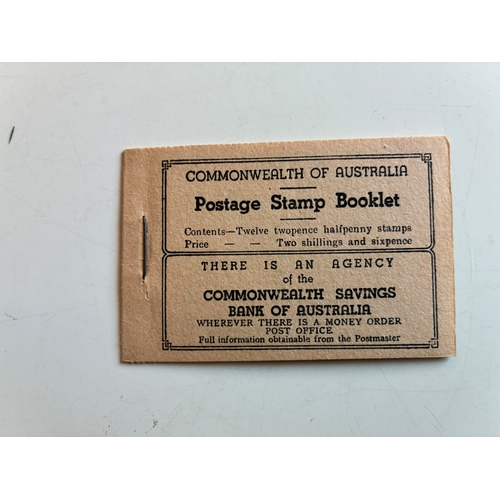 COMMONWEALTH OF AUSTRALIA
Postage Stamp Booklet
Contents—Twelve twopence halfpenny stamps
Price — — Two shillings and sixpence
THERE IS AN AGENCY
of the
COMMONWEALTH SAVINGS
BANK OF AUSTRALIA
WHEREVER THERE IS A MONEY ORDER
POST OFFICE
Full information obtainable from the Postmaster